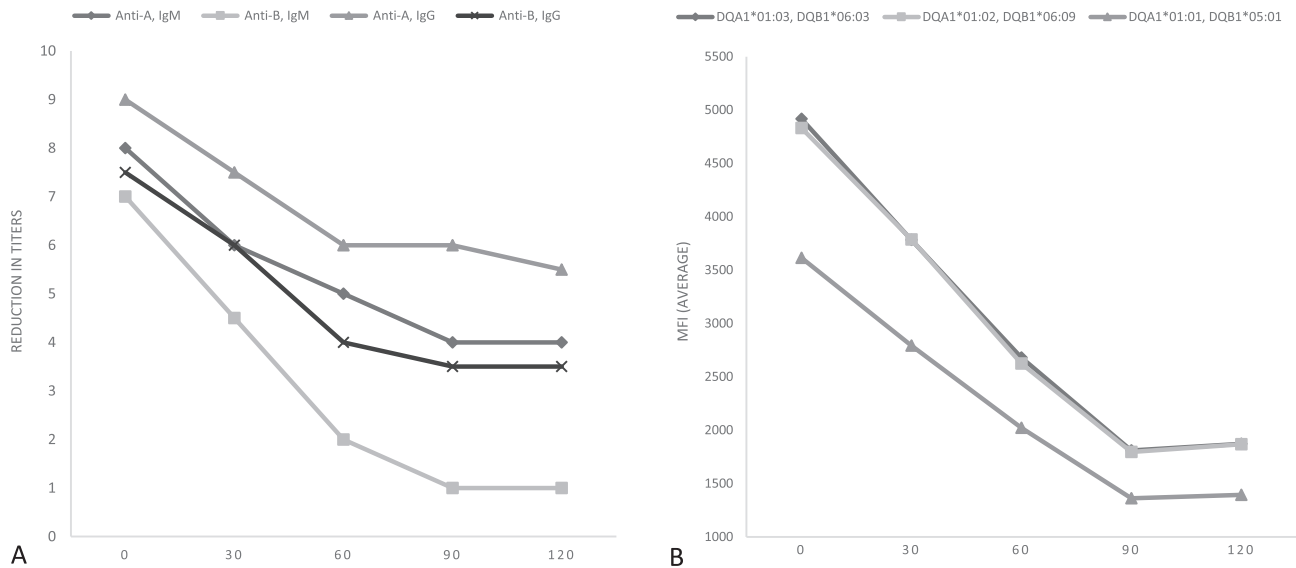 Anti-A, IgM Anti-B, IgM Anti-A, IgG Anti-B, IgG
10
9
8
7
6
5
4
3
2
1
0
REDUCTION IN TITERS
0 30 60 90 120
A
DQA1*01:03, DQB1*06:03 DQA1*01:02, DQB1*06:09 DQA1*01:01, DQB1*05:01
5500
5000
4500
4000
3500
3000
2500
2000
1500
1000
MFI (AVERAGE)
0 30 60 90 120
B